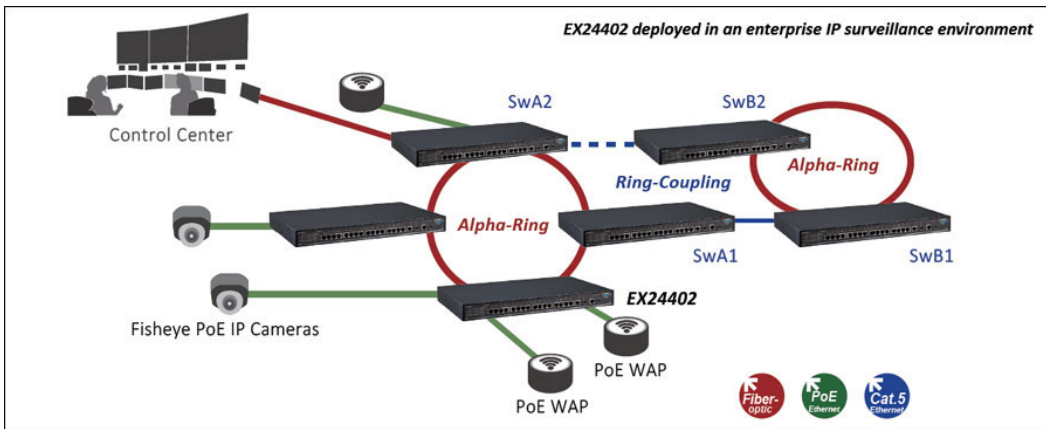 EX24402 deployed in an enterprise IP surveillance environment
SwA2
SwB2
Control Center
Alpha-Ring
Ring-Coupling
Alpha-Ring
SwA1
SwB1
EX24402
Fisheye PoE IP Cameras
PoE WAP
PoE WAP
Fiber-
optic
PoE
Ethernet
Cat.5
Ethernet